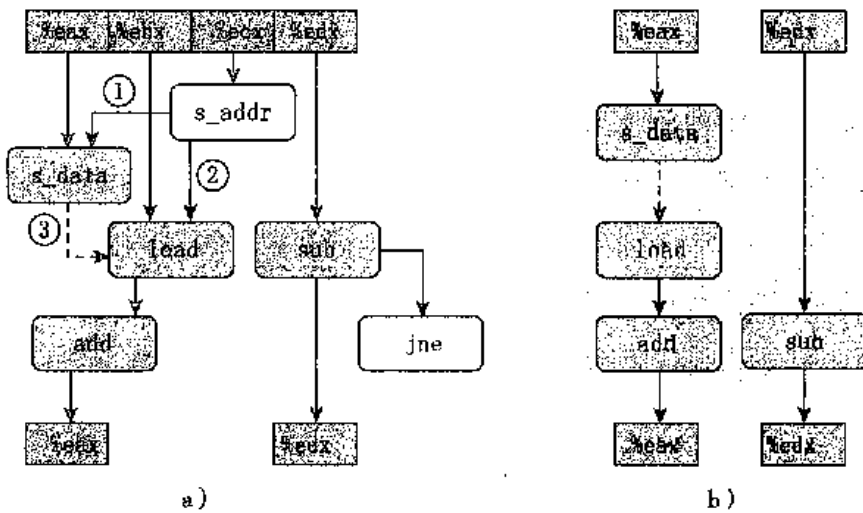 %eax %ebx %ecx %edx %eax %edx
① s_addr
s_data
s_data ②
③ load sub load
add jne add sub
%eax %edx %eax %edx
a) b)